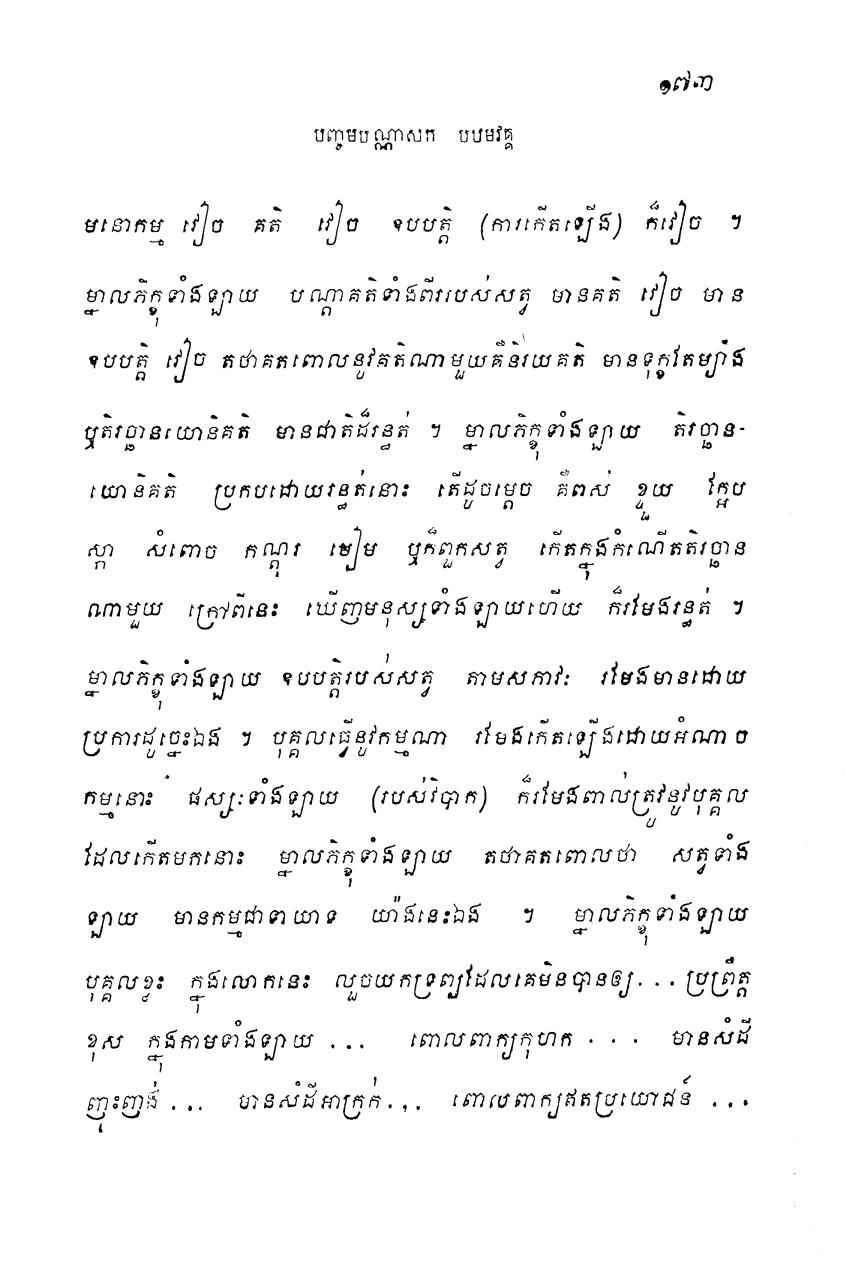 ១៧៣
បញ្ចមបណ្ណាសក បឋមវគ្គ
មនោកម្ម វៀច គតិ វៀច ឧបបត្តិ (ការកើតឡើង) ក៏វៀច ។
ម្នាលភិក្ខុទាំងឡាយ បណ្តាគតិទាំងពីររបស់សត្វ មានគតិ វៀច មាន
ឧបបត្តិ វៀច តថាគតពោលនូវគតិណាមួយគឺនិរយគតិ មានទុក្ខតែម្យ៉ាង
ឬតិរច្ឆានយោនិគតិ មានជាតិដ៏រន្ធត់ ។ ម្នាលភិក្ខុទាំងឡាយ តិរច្ឆាន-
យោនិគតិ ប្រកបដោយរន្ធត់នោះ តើដូចម្តេច គឺពស់ ខ្ទួយ ក្អែប
ស្កា សំពោច កណ្តុរ មៀម ឬក៏ពួកសត្វ កើតក្នុងកំណើតតិរច្ឆាន
ណាមួយ ក្រៅពីនេះ ឃើញមនុស្សទាំងឡាយហើយ ក៏រមែងរន្ធត់ ។
ម្នាលភិក្ខុទាំងឡាយ ឧបបត្តិរបស់សត្វ តាមសភាវៈ រមែងមានដោយ
ប្រការដូច្នេះឯង ។ បុគ្គលធ្វើនូវកម្មណា រមែងកើតឡើងដោយអំណាច
កម្មនោះ ផស្សៈទាំងឡាយ (របស់វិបាក) ក៏រមែងពាល់ត្រូវនូវបុគ្គល
ដែលកើតមកនោះ ម្នាលភិក្ខុទាំងឡាយ តថាគតពោលថា សត្វទាំង
ឡាយ មានកម្មជាទាយាទ យ៉ាងនេះឯង ។ ម្នាលភិក្ខុទាំងឡាយ
បុគ្គលខ្លះ ក្នុងលោកនេះ លួចយកទ្រព្យដែលគេមិនបានឲ្យ... ប្រព្រឹត្ត
ខុស ក្នុងកាមទាំងឡាយ ... ពោលពាក្យកុហក ... មានសំដី
ញុះញង់ ... មានសំដីអាក្រក់... ពោលពាក្យឥតប្រយោជន៍ ...